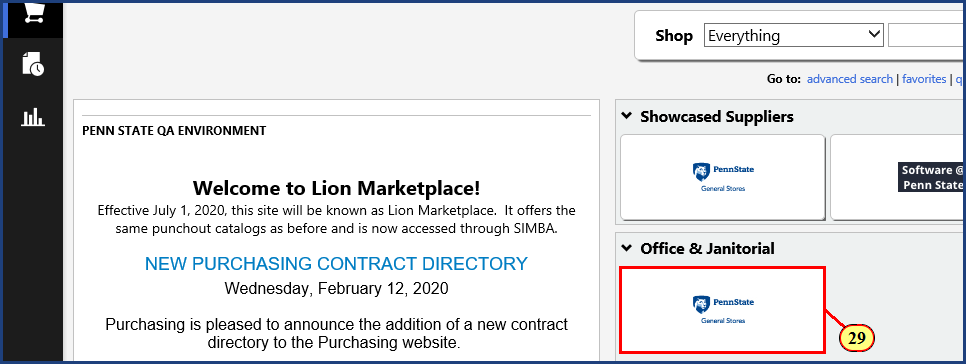 Shop Everything
Go to: advanced search | favorites | q
PENN STATE QA ENVIRONMENT
Welcome to Lion Marketplace!
Effective July 1, 2020, this site will be known as Lion Marketplace. It offers the
same punchout catalogs as before and is now accessed through SIMBA.
NEW PURCHASING CONTRACT DIRECTORY
Wednesday, February 12, 2020
Purchasing is pleased to announce the addition of a new contract
directory to the Purchasing website.
Showcased Suppliers
PennState
General Stores
Software @
Penn State
Office & Janitorial
PennState
General Stores
29